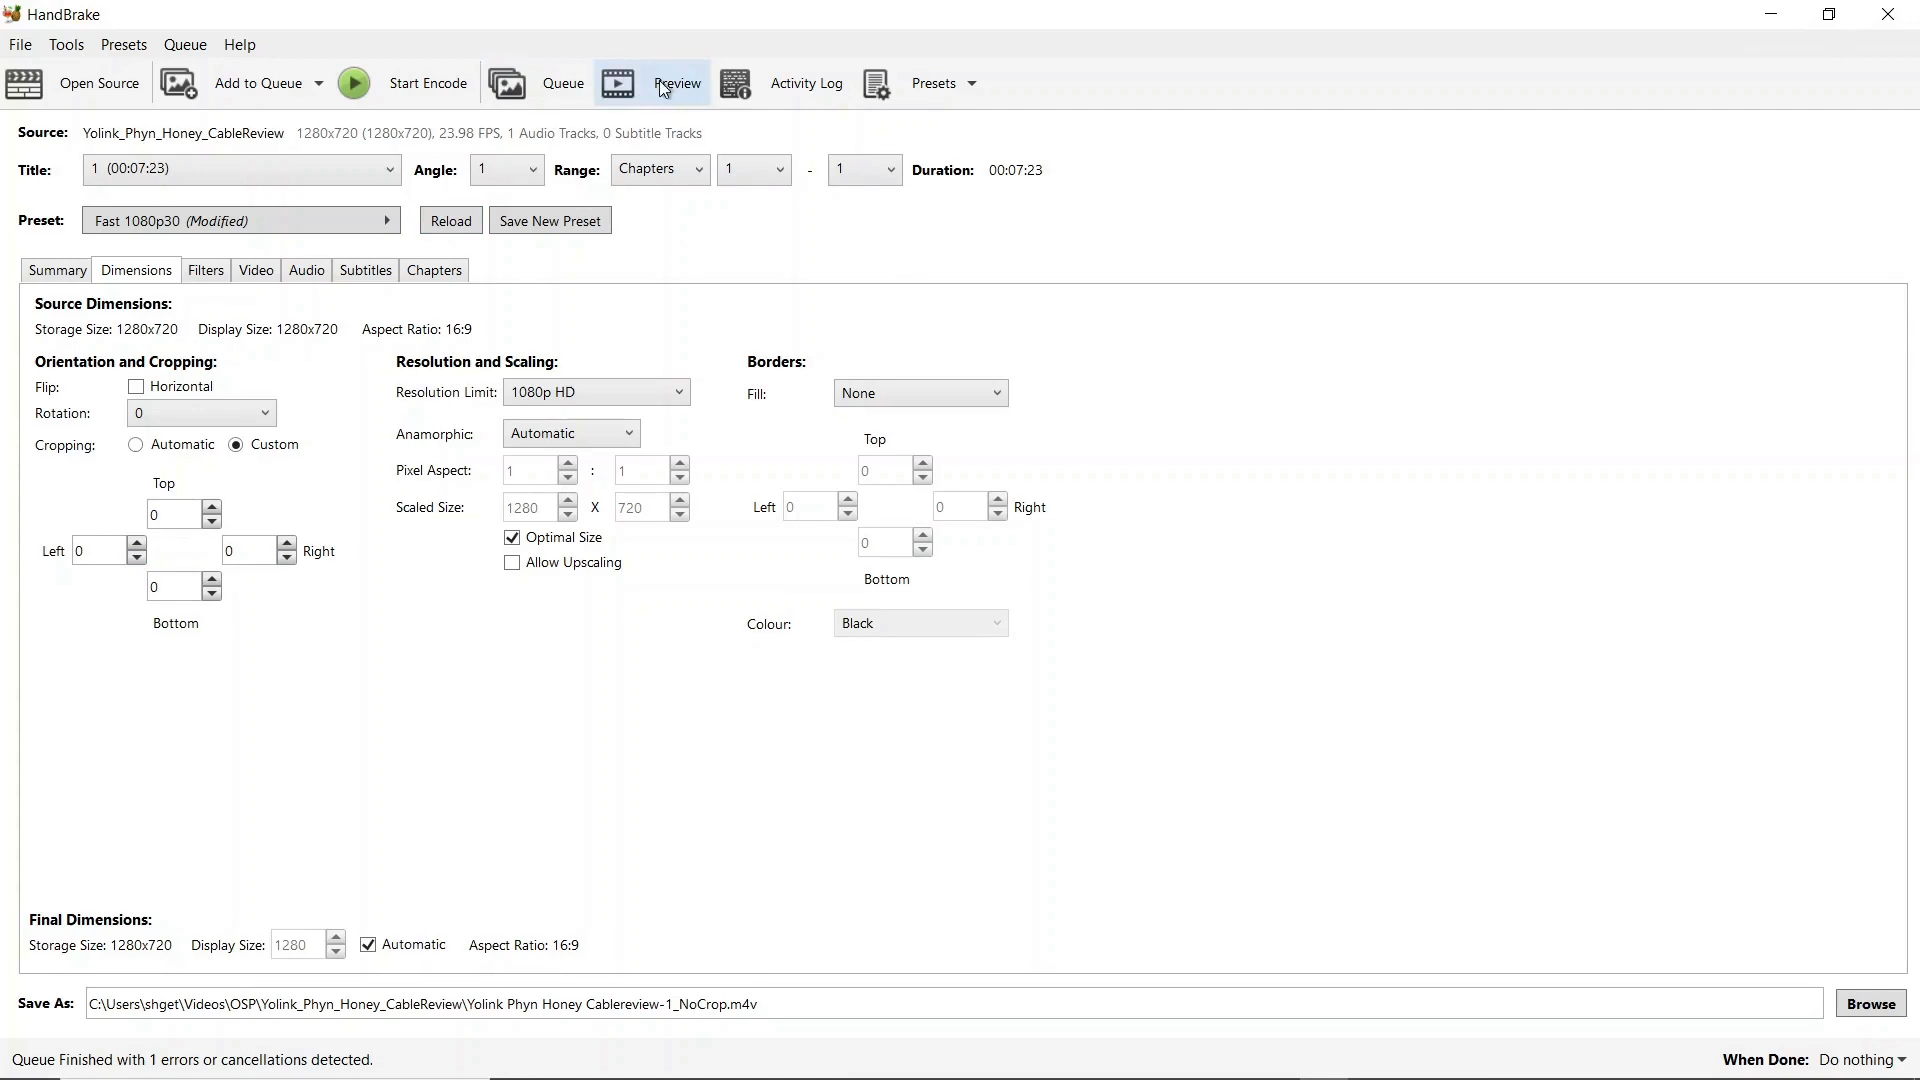 HandBrake
File Tools Presets Queue Help
Open Source Add to Queue Start Encode Queue Preview Activity Log Presets
Source: Yolink_Phyn_Honey_CableReview 1280x720 (1280x720), 23.98 FPS, 1 Audio Tracks, 0 Subtitle Tracks
Title: 1 (00:07:23) Angle: 1 Range: Chapters 1 - 1 Duration: 00:07:23
Preset: Fast 1080p30 (Modified) Reload Save New Preset
Summary Dimensions Filters Video Audio Subtitles Chapters
Source Dimensions:
Storage Size: 1280x720 Display Size: 1280x720 Aspect Ratio: 16:9
Orientation and Cropping:
Flip: Horizontal
Rotation: 0
Cropping: Automatic Custom
Top
0
Left 0 0 Right
0
Bottom
Resolution and Scaling:
Resolution Limit: 1080p HD
Anamorphic: Automatic
Pixel Aspect: 1 : 1
Scaled Size: 1280 X 720
Optimal Size
Allow Upscaling
Borders:
Fill: None
Top
0
Left 0 0 Right
0
Bottom
Colour: Black
Final Dimensions:
Storage Size: 1280x720 Display Size: 1280 Automatic Aspect Ratio: 16:9
Save As: C:\Users\shget\Videos\OSP\Yolink_Phyn_Honey_CableReview\Yolink Phyn Honey Cablereview-1_NoCrop.m4v Browse
Queue Finished with 1 errors or cancellations detected. When Done: Do nothing